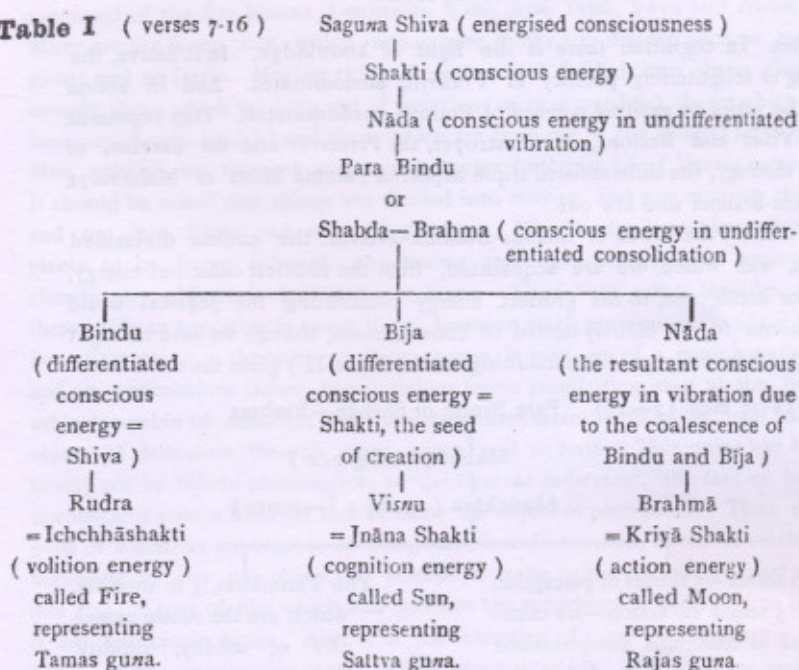 Table I ( verses 7-16 ) Saguna Shiva ( energised consciousness )
Shakti ( conscious energy )
Nāda ( conscious energy in undifferentiated
vibration )
Para Bindu
or
Shabda—Brahma ( conscious energy in undiffer-
entiated consolidation )
Bindu Bīja Nāda
( differentiated ( differentiated ( the resultant conscious
conscious conscious energy= energy in vibration due
energy= Shakti, the seed to the coalescence of
Shiva ) of creation ) Bindu and Bīja )
Rudra Visnu Brahmā
=Ichchhāshakti =Jnāna Shakti = Kriyā Shakti
( volition energy ) ( cognition energy ) ( action energy )
called Fire, called Sun, called Moon,
representing representing representing
Tamas guna. Sattva guna. Rajas guna.